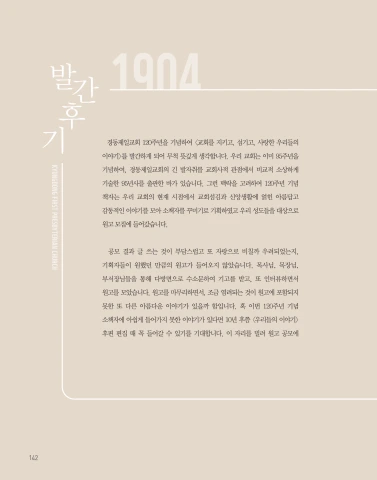 1904
발간후기
경동제일교회 120주년을 기념하여 〈교회를 지키고, 섬기고, 사랑한 우리들의
이야기〉를 발간하게 되어 무척 뜻깊게 생각합니다. 우리 교회는 이미 95주년을
기념하여, 경동제일교회의 긴 발자취를 교회사적 관점에서 비교적 소상하게
기술한 95년사를 출판한 바가 있습니다. 그런 맥락을 고려하여 120주년 기념
책자는 우리 교회의 현재 시점에서 교회섬김과 신앙생활에 얽힌 아름답고
감동적인 이야기를 모아 소책자를 꾸미기로 기획하였고 우리 성도들을 대상으로
원고 모집에 들어갔습니다.
공모 결과 글 쓰는 것이 부담스럽고 또 자랑으로 비칠까 우려되었는지,
기획자들이 원했던 만큼의 원고가 들어오지 않았습니다. 목사님, 목장님,
부서장님들을 통해 다방면으로 수소문하여 기고를 받고, 또 인터뷰하면서
원고를 모았습니다. 원고를 마무리하면서, 조금 염려되는 것이 원고에 포함되지
못한 또 다른 아름다운 이야기가 있을까 함입니다. 혹 이번 120주년 기념
소책자에 아쉽게 들어가지 못한 이야기가 있다면 10년 후쯤 〈우리들의 이야기〉
후편 편집 때 꼭 들어갈 수 있기를 기대합니다. 이 자리를 빌려 원고 공모에
142